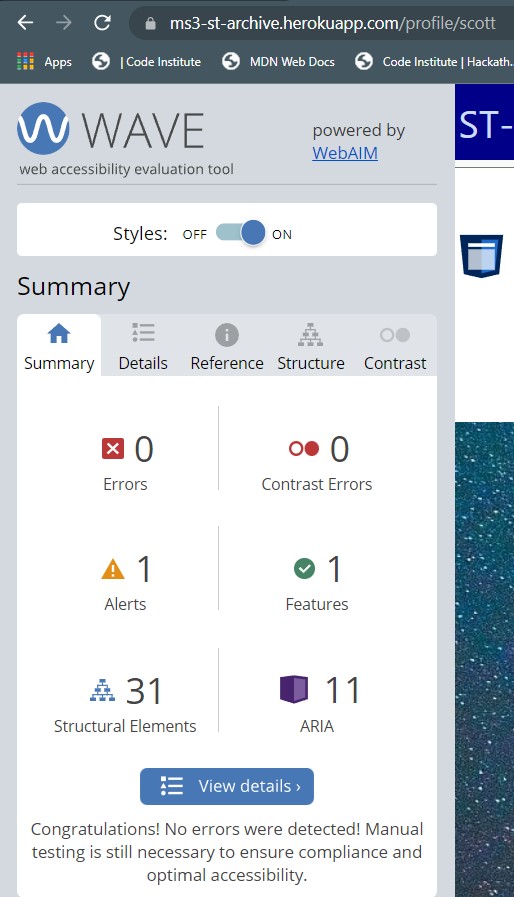 ms3-st-archive.herokuapp.com/profile/scott
Apps | Code Institute MDN Web Docs Code Institute | Hackath...
WAVE
web accessibility evaluation tool
powered by
WebAIM
ST-
Styles: OFF ON
Summary
Summary Details Reference Structure Contrast
0
Errors
0
Contrast Errors
1
Alerts
1
Features
31
Structural Elements
11
ARIA
View details ›
Congratulations! No errors were detected! Manual
testing is still necessary to ensure compliance and
optimal accessibility.